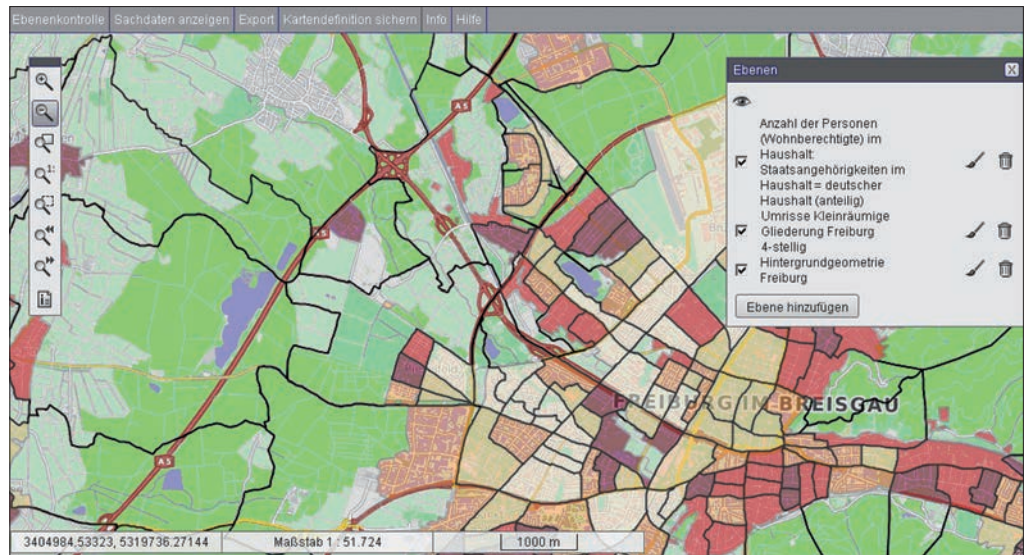 Ebenenkontrolle Sachdaten anzeigen Export Kartendefinition sichern Info Hilfe
Ebenen
X
Anzahl der Personen
(Wohnberechtigte) im
Haushalt:
Staatsangehörigkeiten im
Haushalt = deutscher
Haushalt (anteilig)
Umrisse Kleinräumige
Gliederung Freiburg
4-stellig
Hintergrundgeometrie
Freiburg
Ebene hinzufügen
A5
A5
A5
FREIBURG IM BREISGAU
3404984,53323, 5319736.27144
Maßstab 1 : 51.724
1000 m